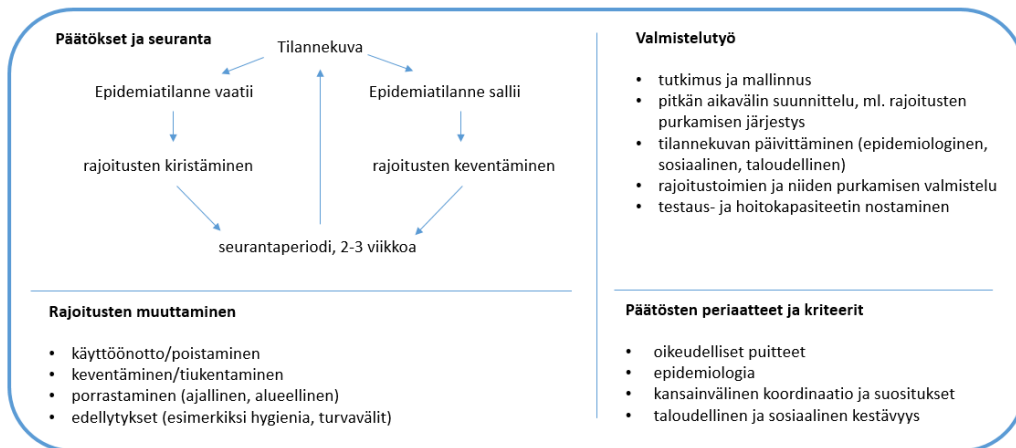 Päätökset ja seuranta
Tilannekuva
Epidemiatilanne vaatii
Epidemiatilanne sallii
rajoitusten kiristäminen
rajoitusten keventäminen
seurantaperiodi, 2-3 viikkoa
Valmistelutyö
• tutkimus ja mallinnus
• pitkän aikavälin suunnittelu, ml. rajoitusten
purkamisen järjestys
• tilannekuvan päivittäminen (epidemiologinen,
sosiaalinen, taloudellinen)
• rajoitustoimien ja niiden purkamisen valmistelu
• testaus- ja hoitokapasiteetin nostaminen
Rajoitusten muuttaminen
• käyttöönotto/poistaminen
• keventäminen/tiukentaminen
• porrastaminen (ajallinen, alueellinen)
• edellytykset (esimerkiksi hygienia, turvavälit)
Päätösten periaatteet ja kriteerit
• oikeudelliset puitteet
• epidemiologia
• kansainvälinen koordinaatio ja suositukset
• taloudellinen ja sosiaalinen kestävyys